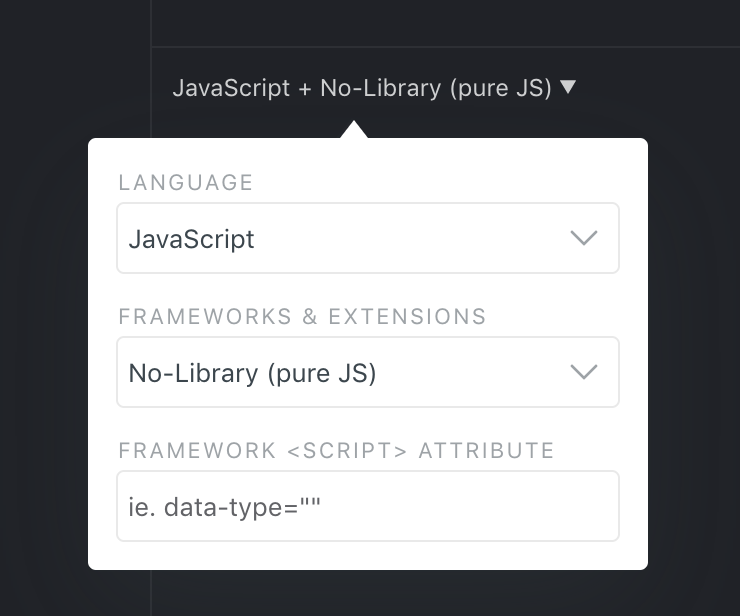 JavaScript + No-Library (pure JS) ▼
LANGUAGE
JavaScript
FRAMEWORKS & EXTENSIONS
No-Library (pure JS)
FRAMEWORK <SCRIPT> ATTRIBUTE
ie. data-type=""